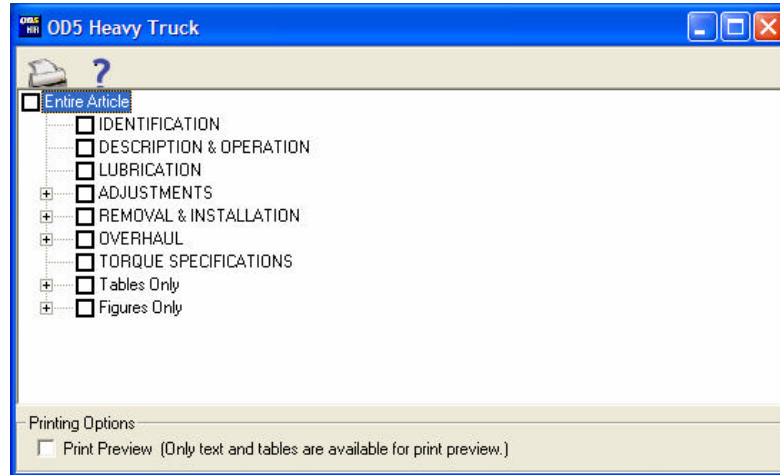 OD5 Heavy Truck
?
Entire Article
IDENTIFICATION
DESCRIPTION & OPERATION
LUBRICATION
ADJUSTMENTS
REMOVAL & INSTALLATION
OVERHAUL
TORQUE SPECIFICATIONS
Tables Only
Figures Only
Printing Options
Print Preview (Only text and tables are available for print preview.)